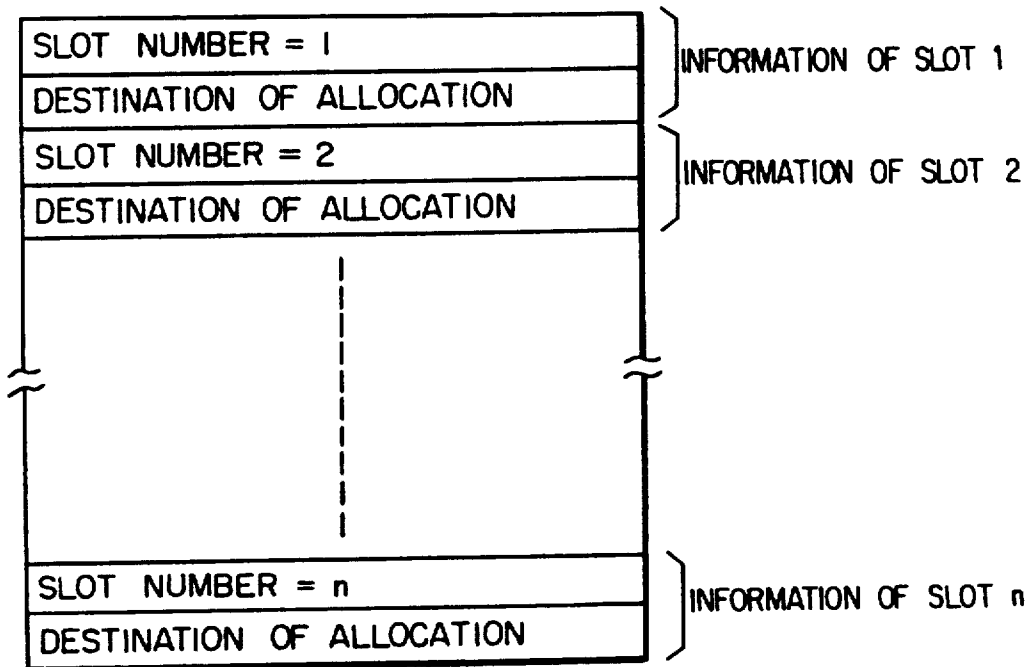 SLOT NUMBER = 1
DESTINATION OF ALLOCATION
INFORMATION OF SLOT 1
SLOT NUMBER = 2
DESTINATION OF ALLOCATION
INFORMATION OF SLOT 2
SLOT NUMBER = n
DESTINATION OF ALLOCATION
INFORMATION OF SLOT n